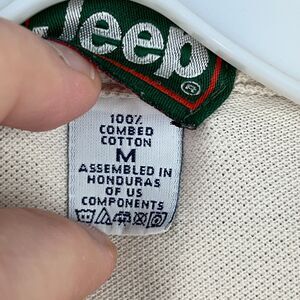 Jeep
®
100%
COMBED
COTTON
M
ASSEMBLED IN
HONDURAS
OF US
COMPONENTS